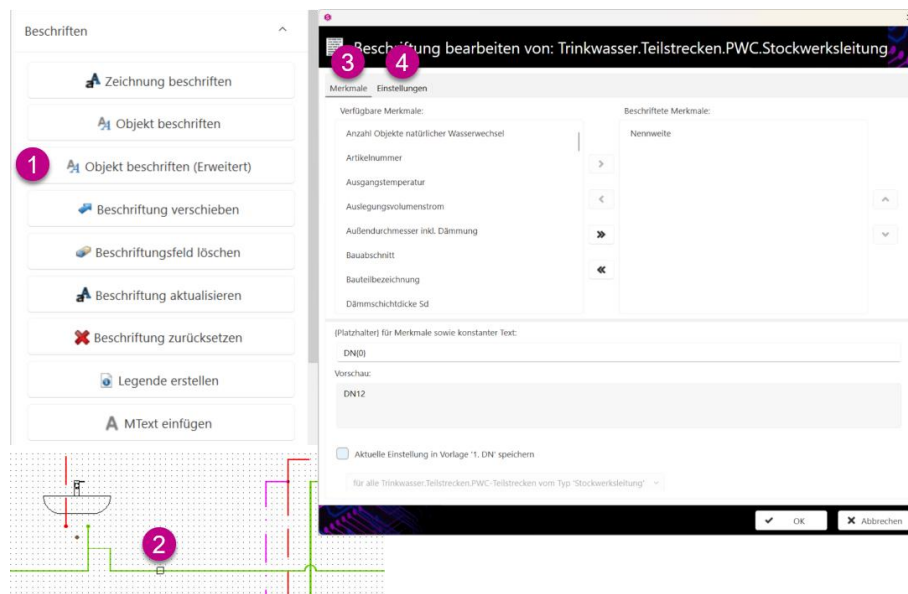 Beschriften
Zeichnung beschriften
Objekt beschriften
1
Objekt beschriften (Erweitert)
Beschriftung verschieben
Beschriftungsfeld löschen
Beschriftung aktualisieren
Beschriftung zurücksetzen
Legende erstellen
MText einfügen
2
Beschriftung bearbeiten von: Trinkwasser.Teilstrecken.PWC.Stockwerksleitung
3
4
Merkmale Einstellungen
Verfügbare Merkmale:
Anzahl Objekte natürlicher Wasserwechsel
Artikelnummer
Ausgangstemperatur
Auslegungsvolumenstrom
Außendurchmesser inkl. Dämmung
Bauabschnitt
Bauteilbezeichnung
Dämmschichtdicke Sd
Beschriftete Merkmale:
Nennweite
(Platzhalter) für Merkmale sowie konstanter Text:
DN(0)
Vorschau:
DN12
Aktuelle Einstellung in Vorlage '1. DN' speichern
für alle Trinkwasser.Teilstrecken.PWC-Teilstrecken vom Typ 'Stockwerksleitung'
OK
Abbrechen